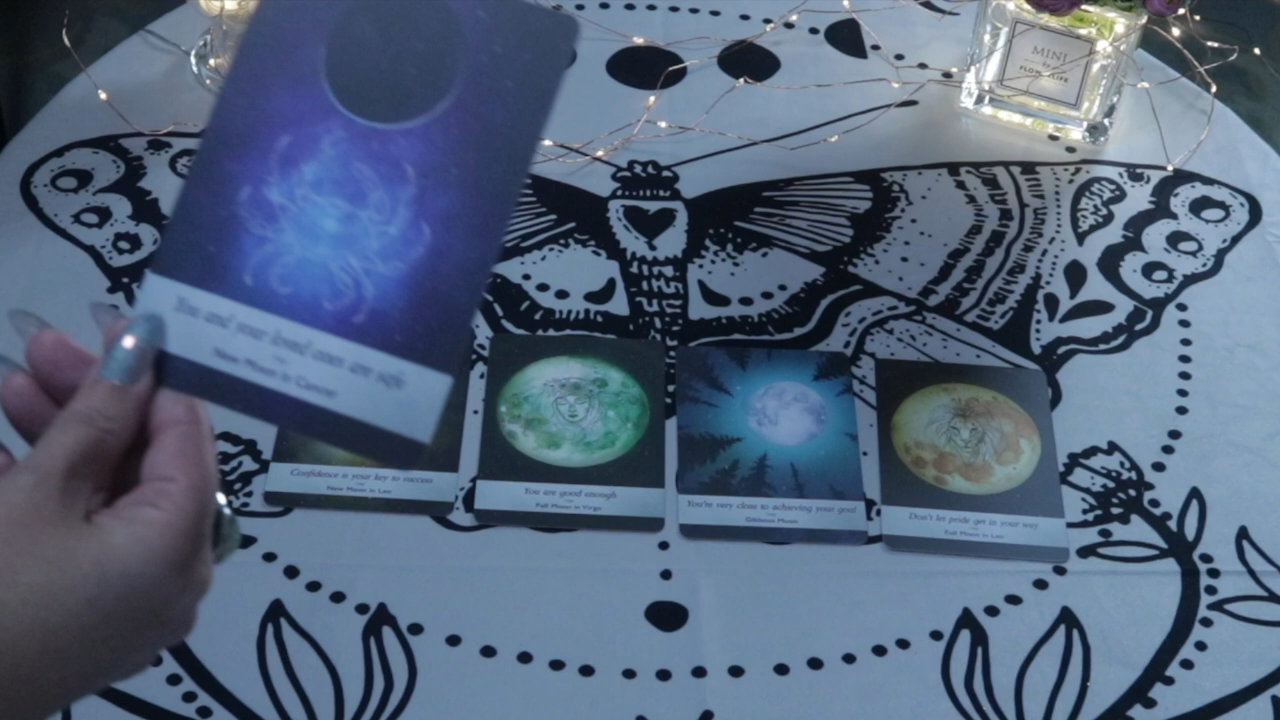 MINI
by
FLOWERLIFE
You and your loved ones are safe
New Moon in Cancer
Confidence is your key to success
New Moon in Leo
You are good enough
Full Moon in Virgo
You're very close to achieving your goal
Gibbous Moon
Don't let pride get in your way
Full Moon in Leo